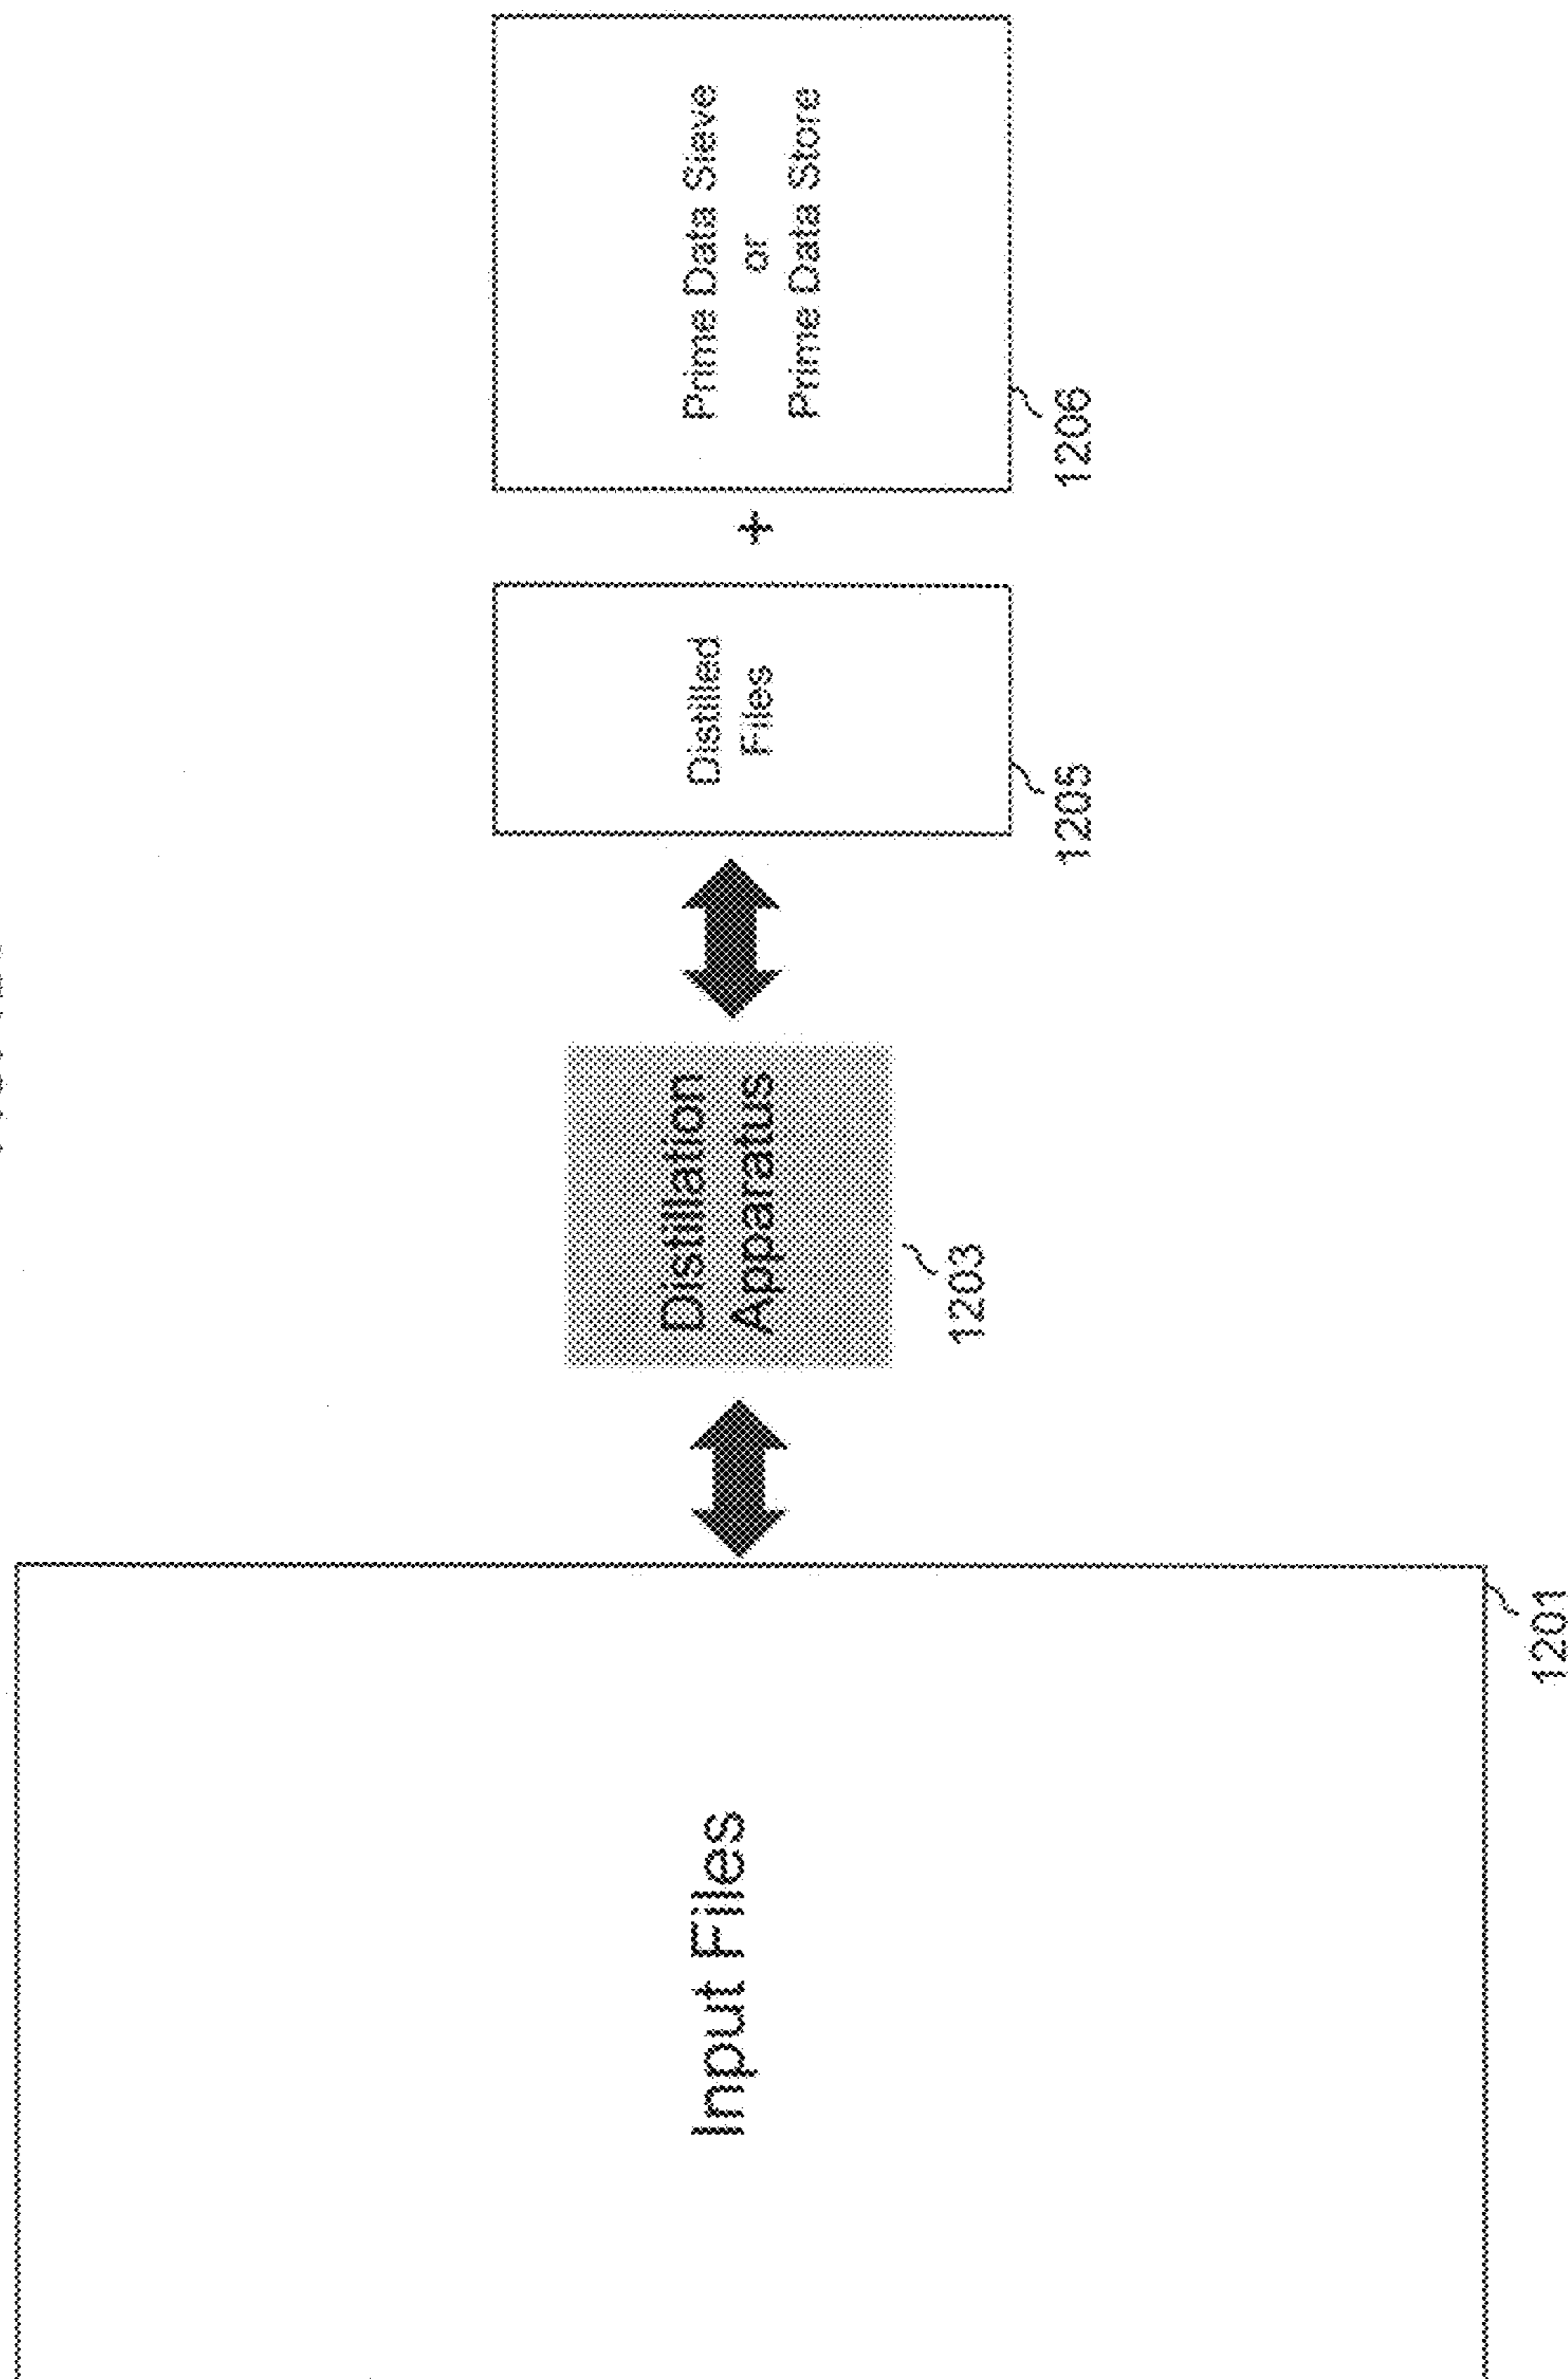 Input Files
1201
Distillation
Apparatus
1203
Distilled
Files
1205
+
Prime Data Sieve
or
Prime Data Store
1206